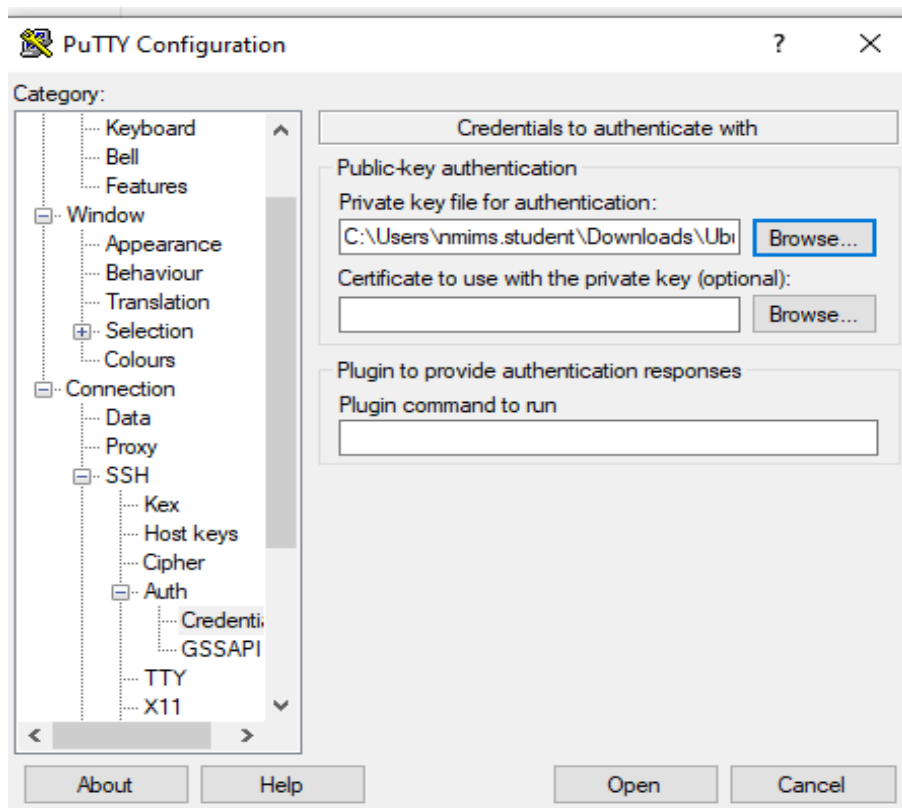 PuTTY Configuration
?
Category:
Keyboard
Bell
Features
Window
Appearance
Behaviour
Translation
Selection
Colours
Connection
Data
Proxy
SSH
Kex
Host keys
Cipher
Auth
Credentia
GSSAPI
TTY
X11
Credentials to authenticate with
Public-key authentication
Private key file for authentication:
C:\Users\nmims.student\Downloads\Ubu Browse...
Certificate to use with the private key (optional):
Browse...
Plugin to provide authentication responses
Plugin command to run
About Help Open Cancel